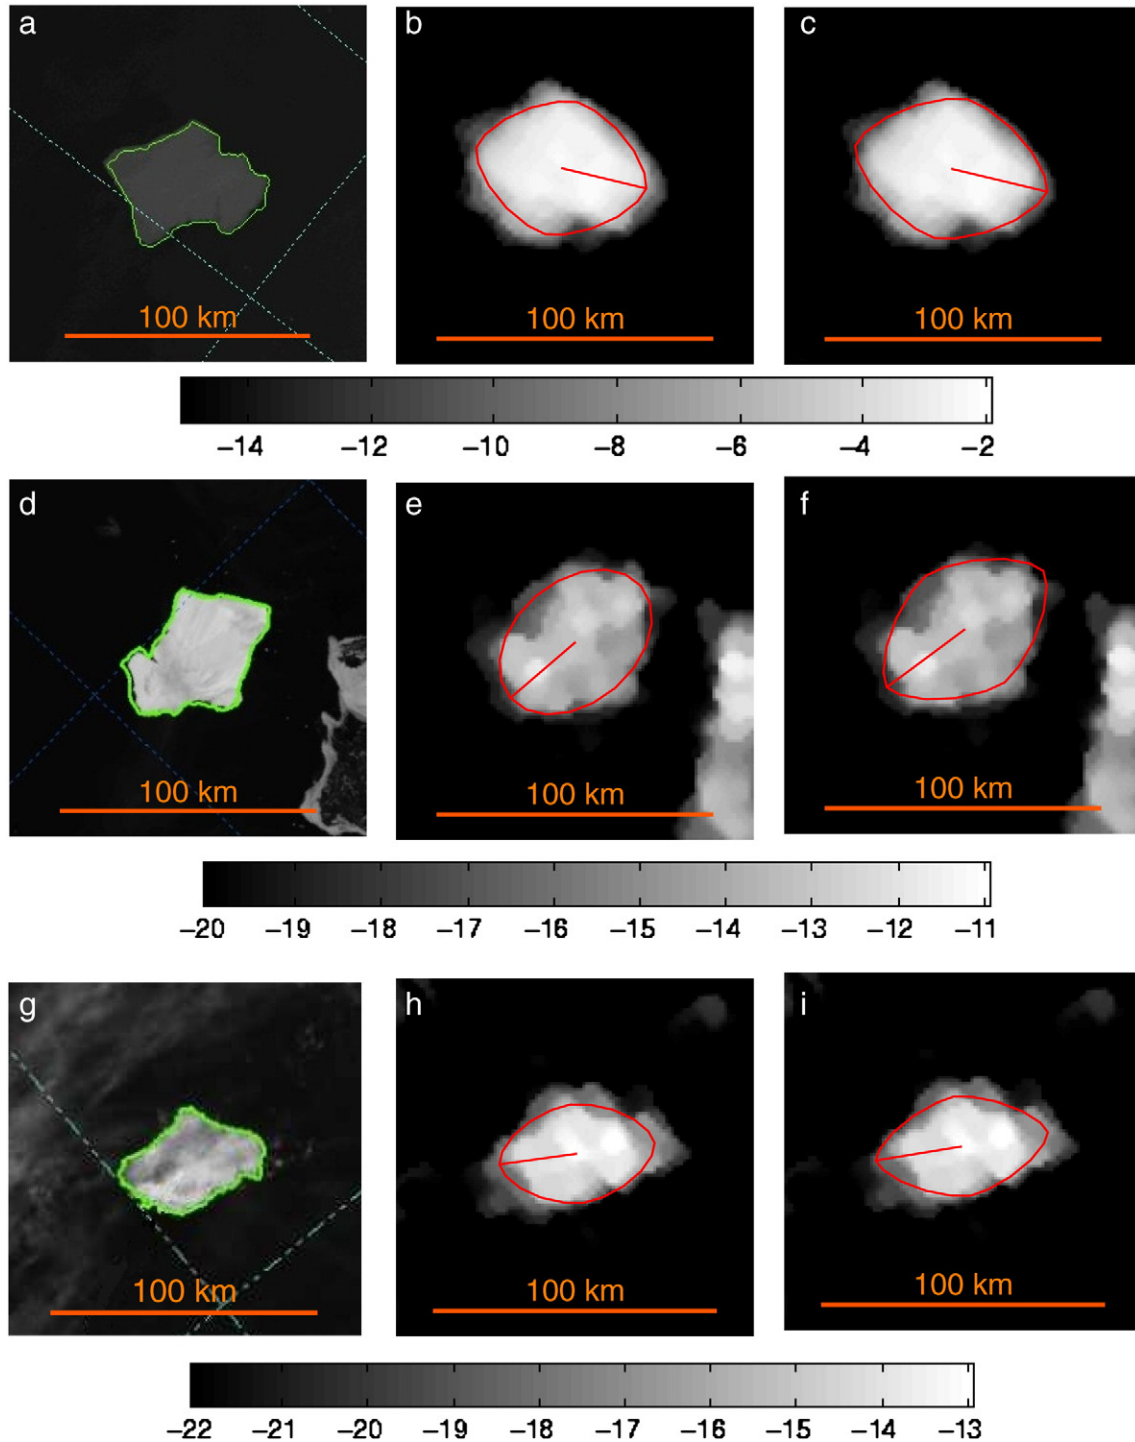 a b c
100 km 100 km 100 km
−14 −12 −10 −8 −6 −4 −2
d e f
100 km 100 km 100 km
−20 −19 −18 −17 −16 −15 −14 −13 −12 −11
g h i
100 km 100 km 100 km
−22 −21 −20 −19 −18 −17 −16 −15 −14 −13